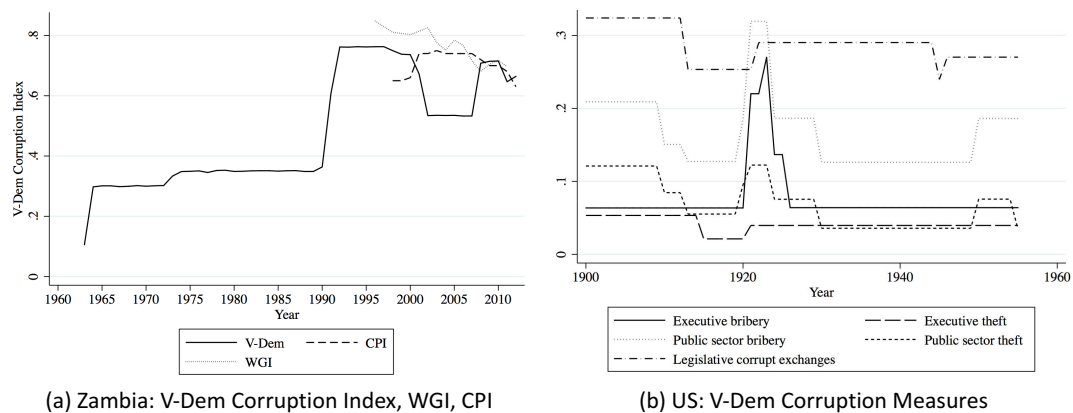 V-Dem Corruption Index
.8
.6
.4
.2
0
1960 1965 1970 1975 1980 1985 1990 1995 2000 2005 2010
Year
V-Dem CPI
WGI
(a) Zambia: V-Dem Corruption Index, WGI, CPI
.3
.2
.1
0
1900 1920 1940 1960
Year
Executive bribery Executive theft
Public sector bribery Public sector theft
Legislative corrupt exchanges
(b) US: V-Dem Corruption Measures